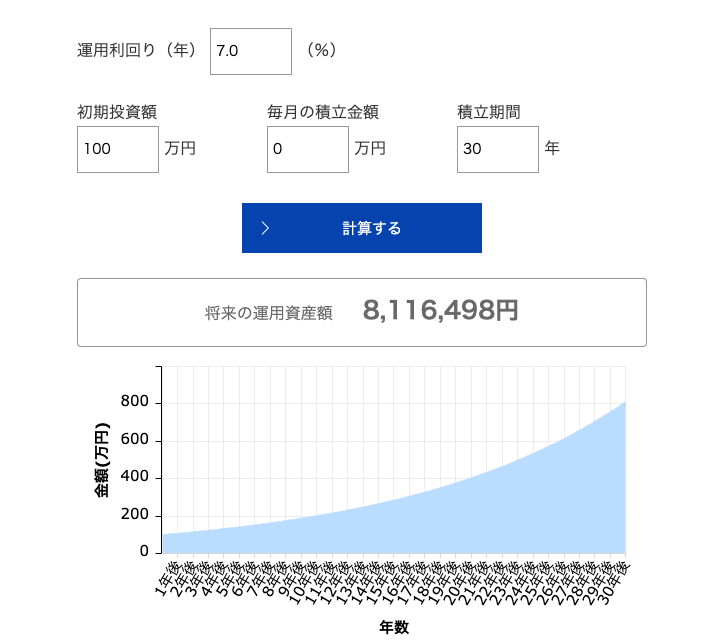 運用利回り（年） 7.0 （％）
初期投資額 毎月の積立金額 積立期間
100 万円 0 万円 30 年
計算する
将来の運用資産額 8,116,498円
金額(万円)
800
600
400
200
0
1年後 2年後 3年後 4年後 5年後 6年後 7年後 8年後 9年後 10年後 11年後 12年後 13年後 14年後 15年後 16年後 17年後 18年後 19年後 20年後 21年後 22年後 23年後 24年後 25年後 26年後 27年後 28年後 29年後 30年後
年数